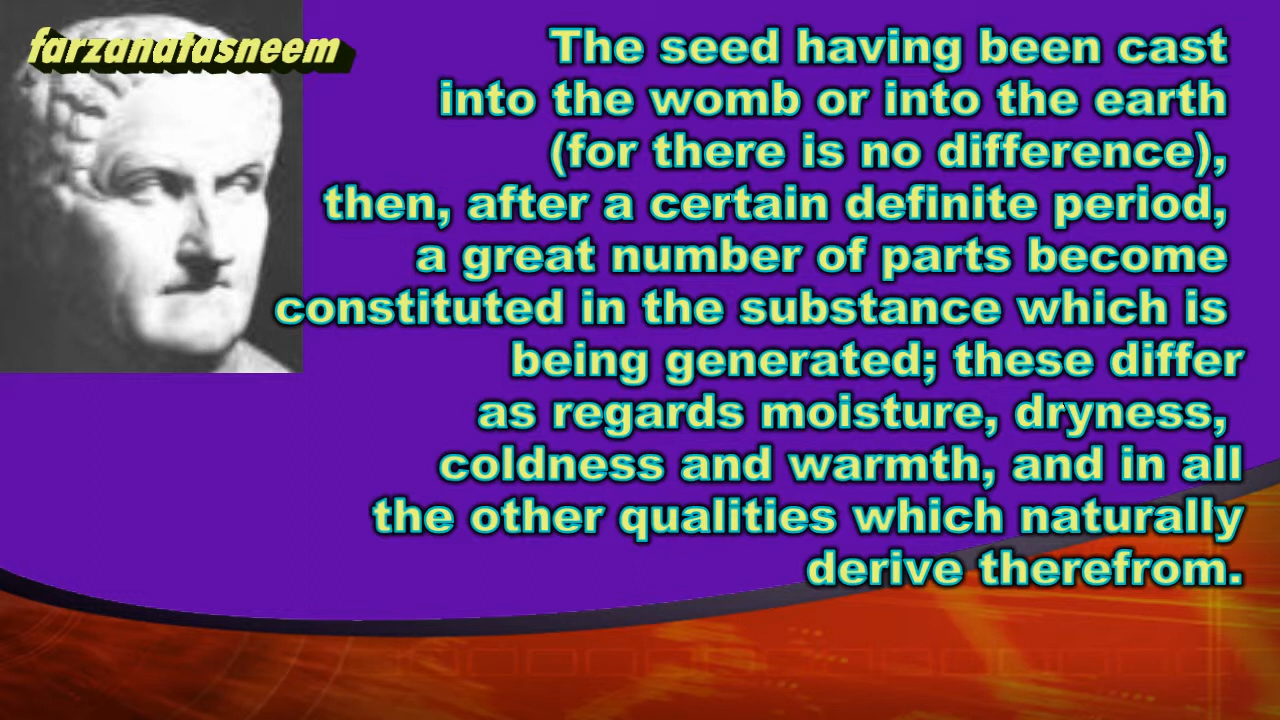 farzanatasneem
The seed having been cast
into the womb or into the earth
(for there is no difference),
then, after a certain definite period,
a great number of parts become
constituted in the substance which is
being generated; these differ
as regards moisture, dryness,
coldness and warmth, and in all
the other qualities which naturally
derive therefrom.